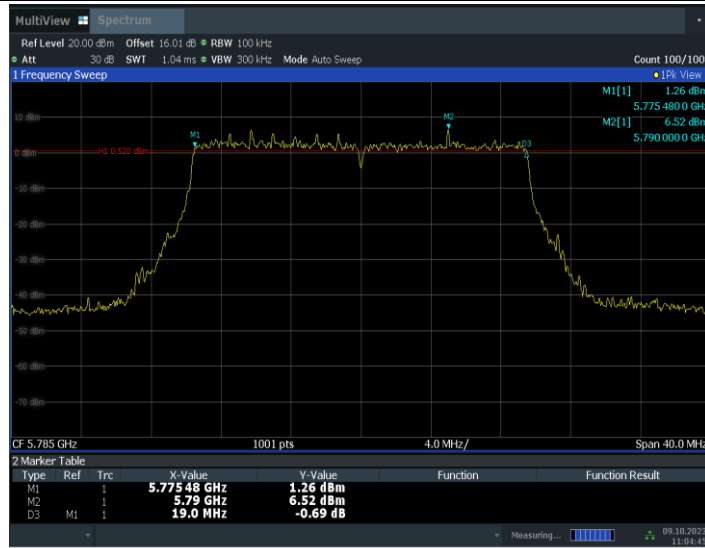 MultiView Spectrum
Ref Level 20.00 dBm Offset 16.01 dB RBW 100 kHz
Att 30 dB SWT 1.04 ms VBW 300 kHz Mode Auto Sweep Count 100/100
1 Frequency Sweep 1Pk View
M1[1] 1.26 dBm
5.775 480 0 GHz
M2[1] 6.52 dBm
5.790 000 0 GHz
10 dBm
M2
M1
D3
0 dBm
H1 0.520 dBm
-10 dBm
-20 dBm
-30 dBm
-40 dBm
-50 dBm
-60 dBm
-70 dBm
CF 5.785 GHz 1001 pts 4.0 MHz/ Span 40.0 MHz
2 Marker Table
Type Ref Trc X-Value Y-Value Function Function Result
M1 1 5.775 48 GHz 1.26 dBm
M2 1 5.79 GHz 6.52 dBm
D3 M1 1 19.0 MHz -0.69 dB
Measuring... 09.10.2023
11:04:45